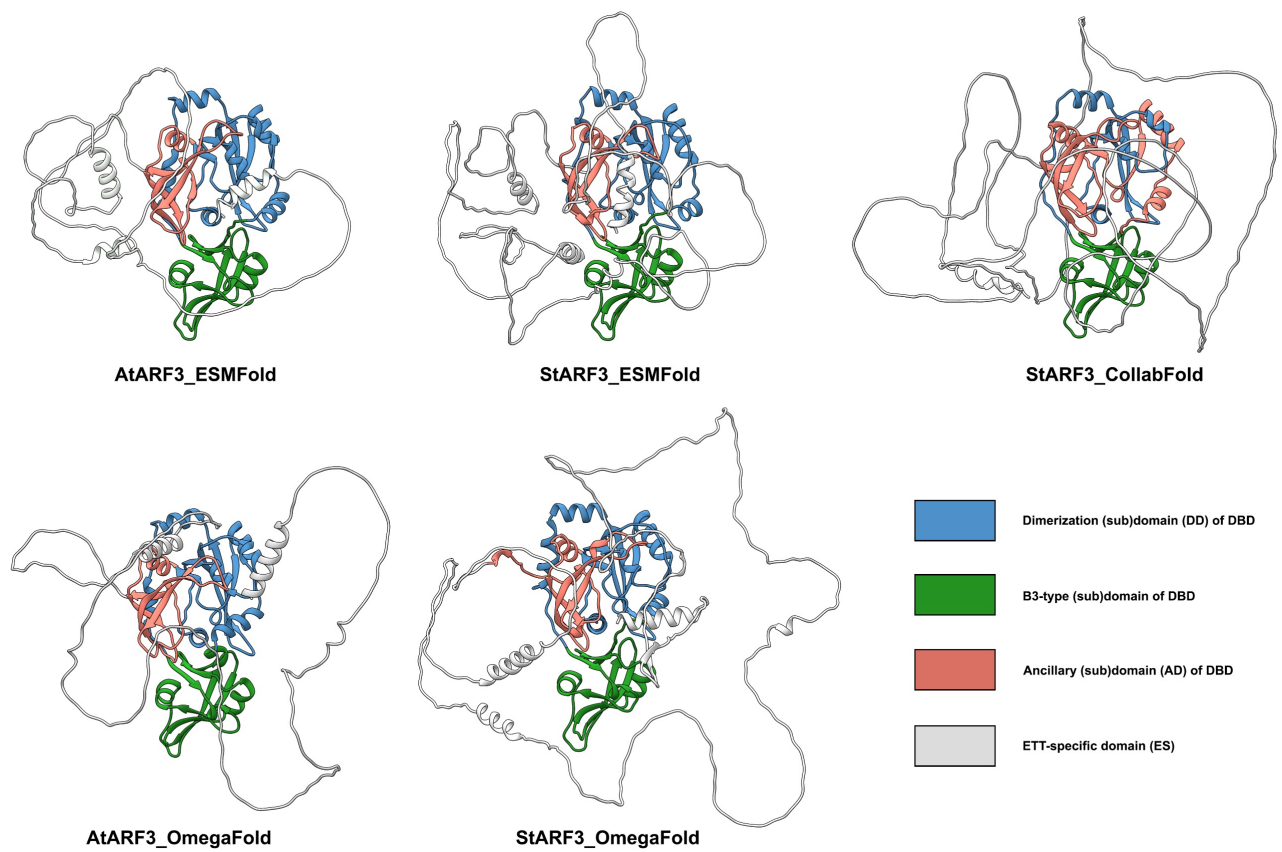 AtARF3_ESMFold
StARF3_ESMFold
StARF3_CollabFold
Dimerization (sub)domain (DD) of DBD
B3-type (sub)domain of DBD
Ancillary (sub)domain (AD) of DBD
ETT-specific domain (ES)
AtARF3_OmegaFold
StARF3_OmegaFold